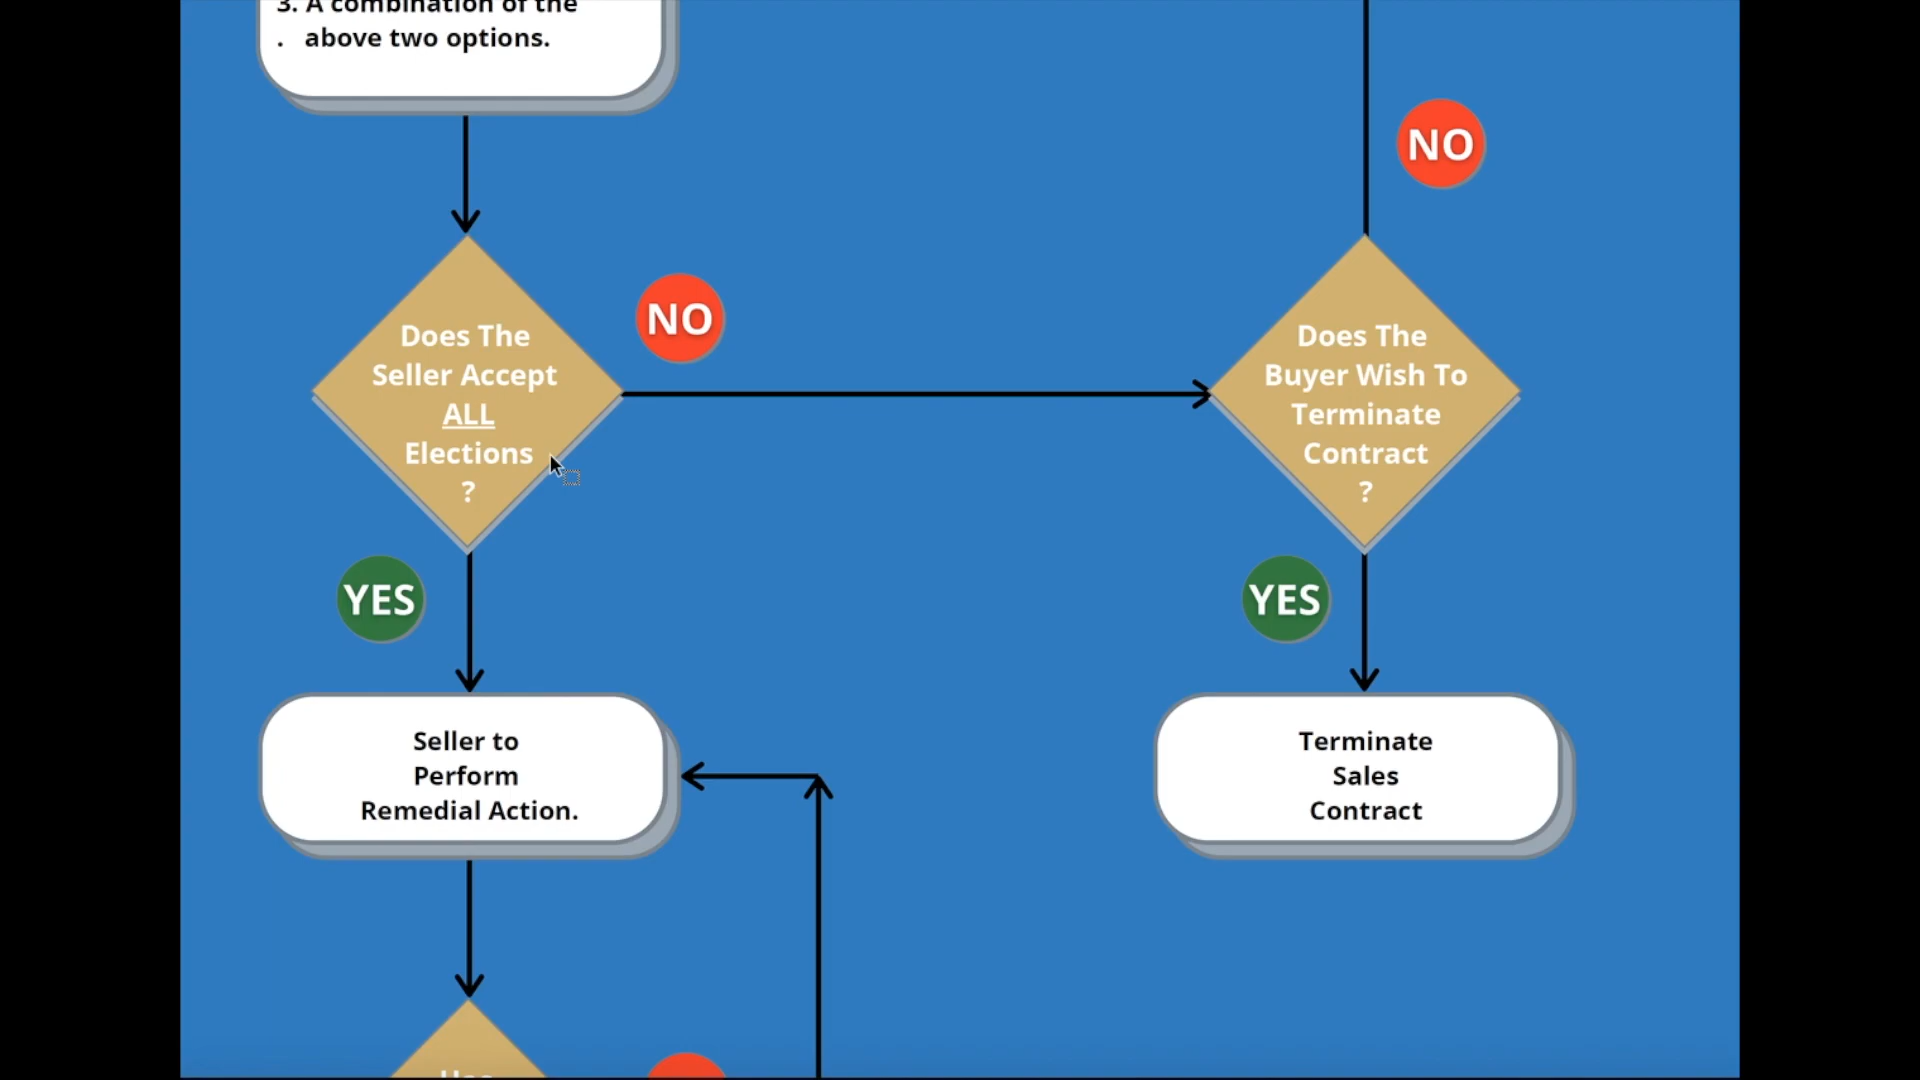 3. A combination of the
. above two options.
NO
Does The
Seller Accept
ALL
Elections
?
NO
Does The
Buyer Wish To
Terminate
Contract
?
YES
YES
Seller to
Perform
Remedial Action.
Terminate
Sales
Contract